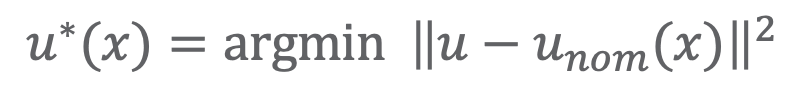 u*(x) = argmin ‖u − u_nom(x)‖²